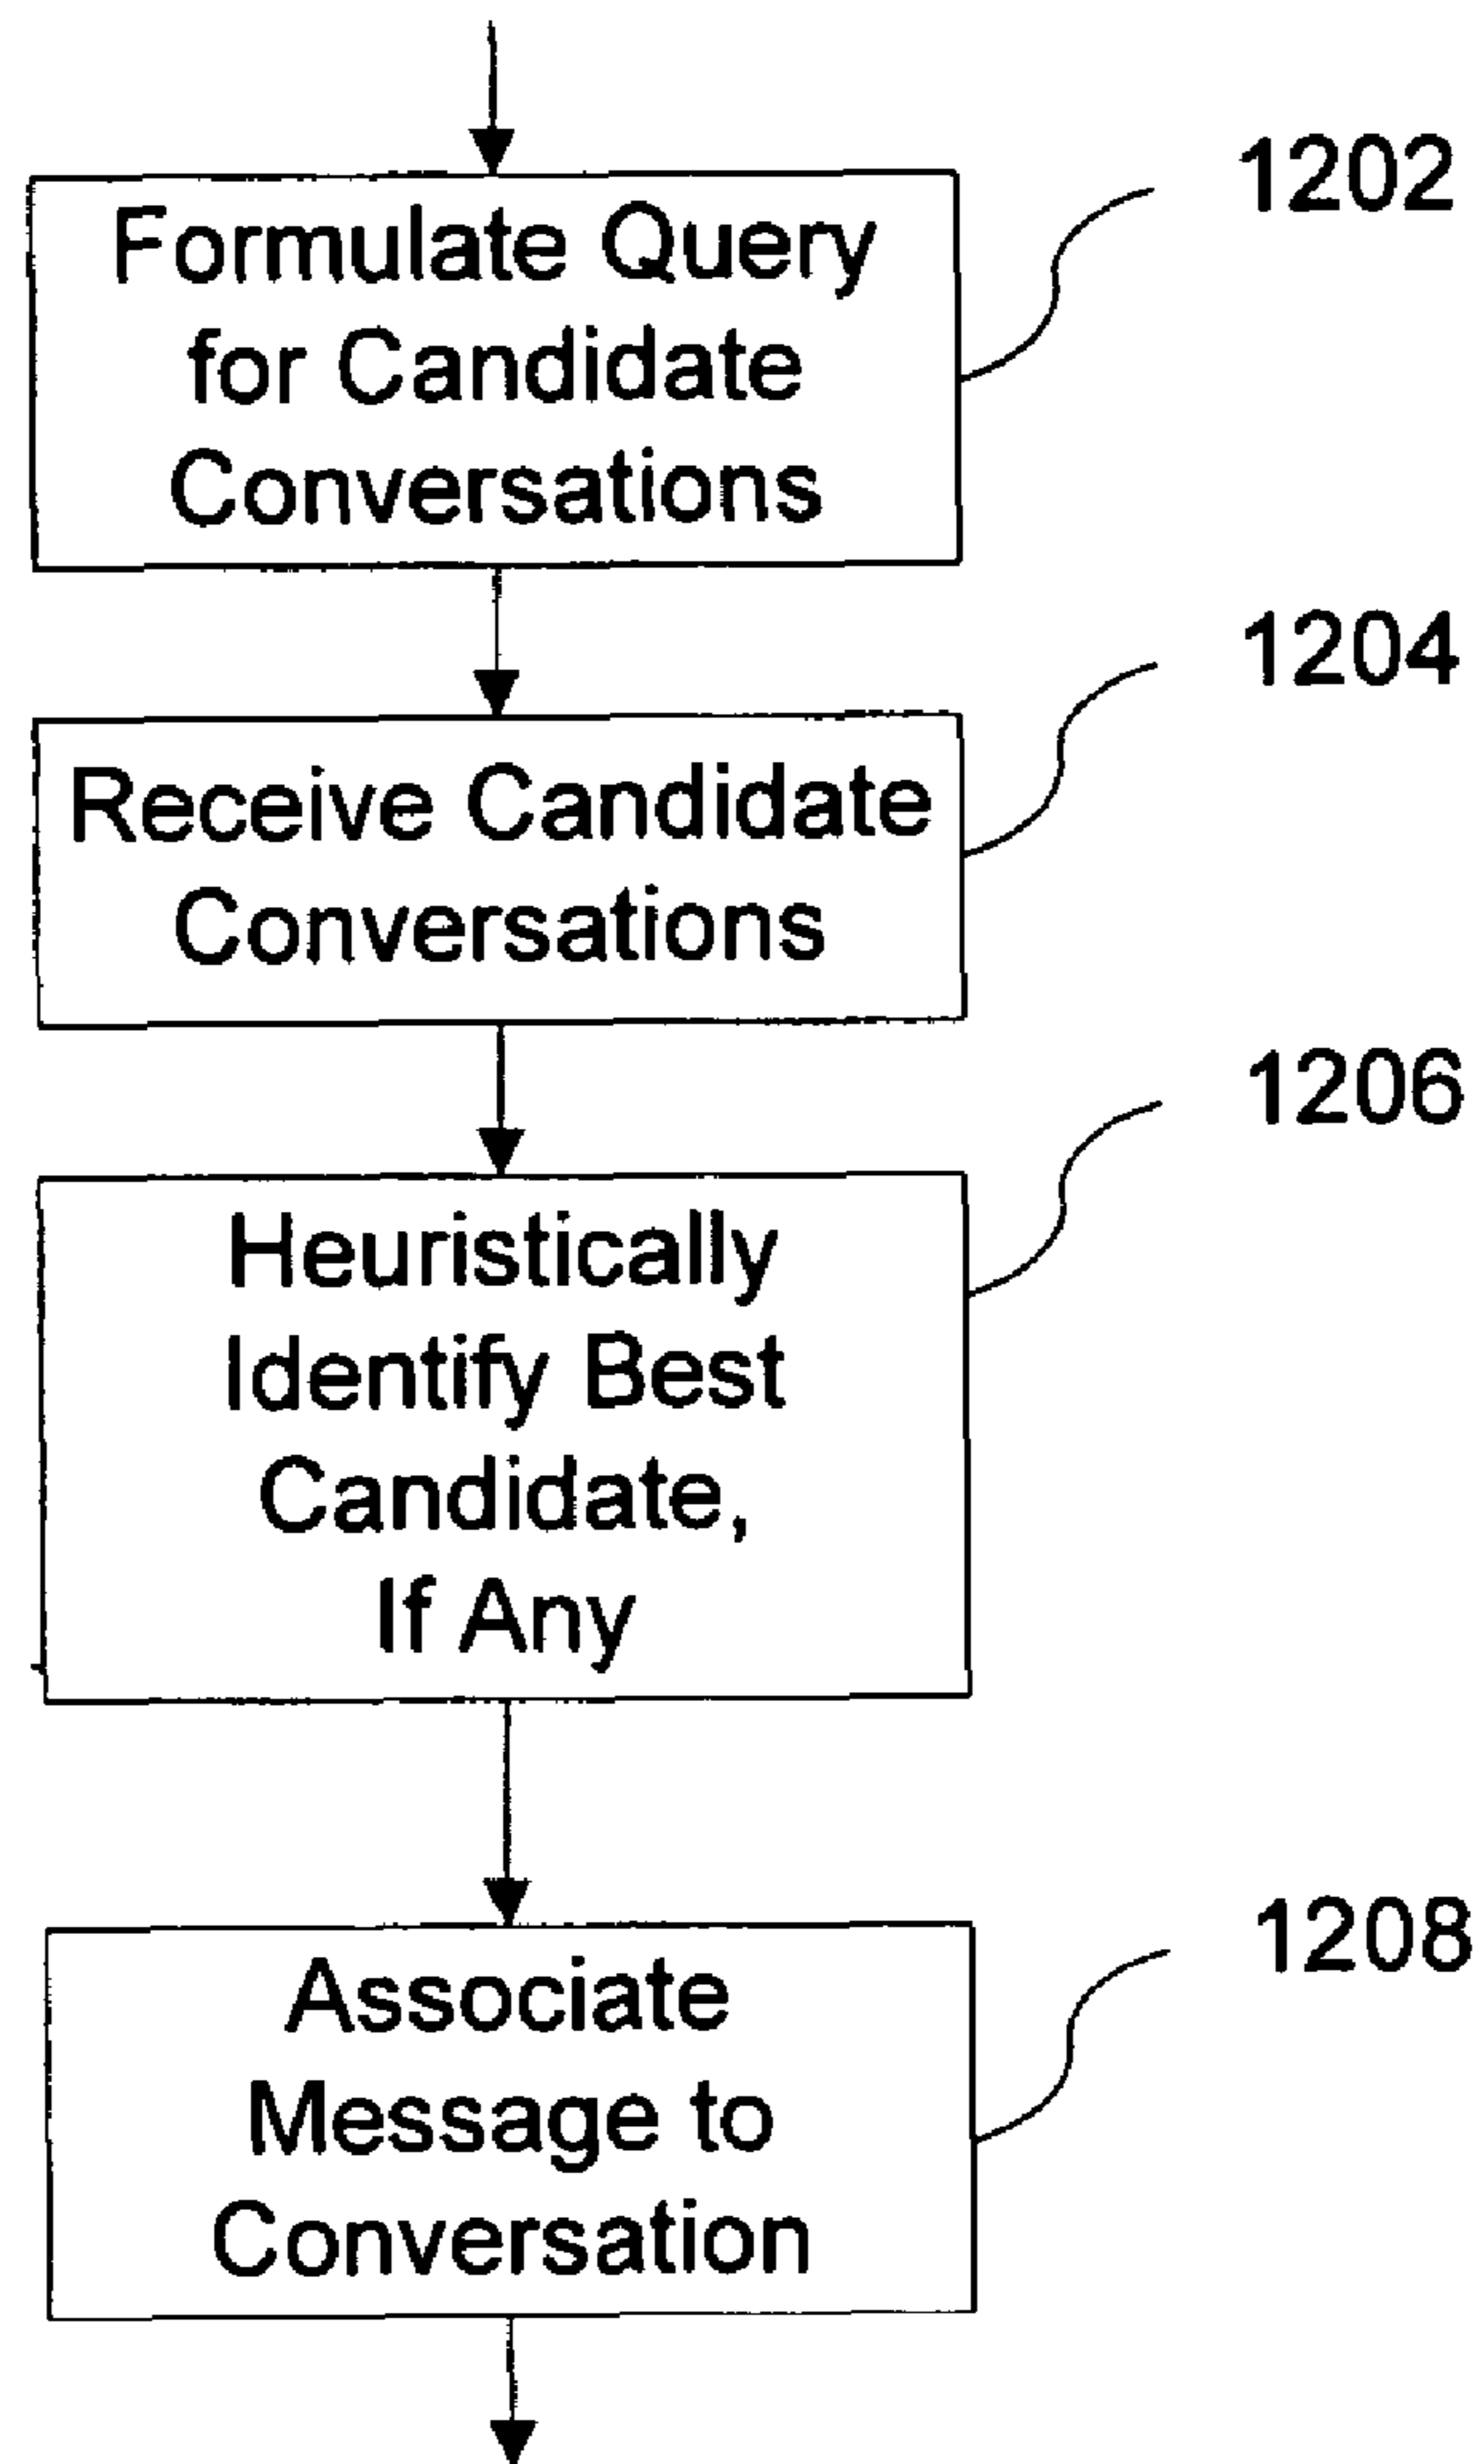 1202
Formulate Query
for Candidate
Conversations
1204
Receive Candidate
Conversations
1206
Heuristically
Identify Best
Candidate,
If Any
1208
Associate
Message to
Conversation